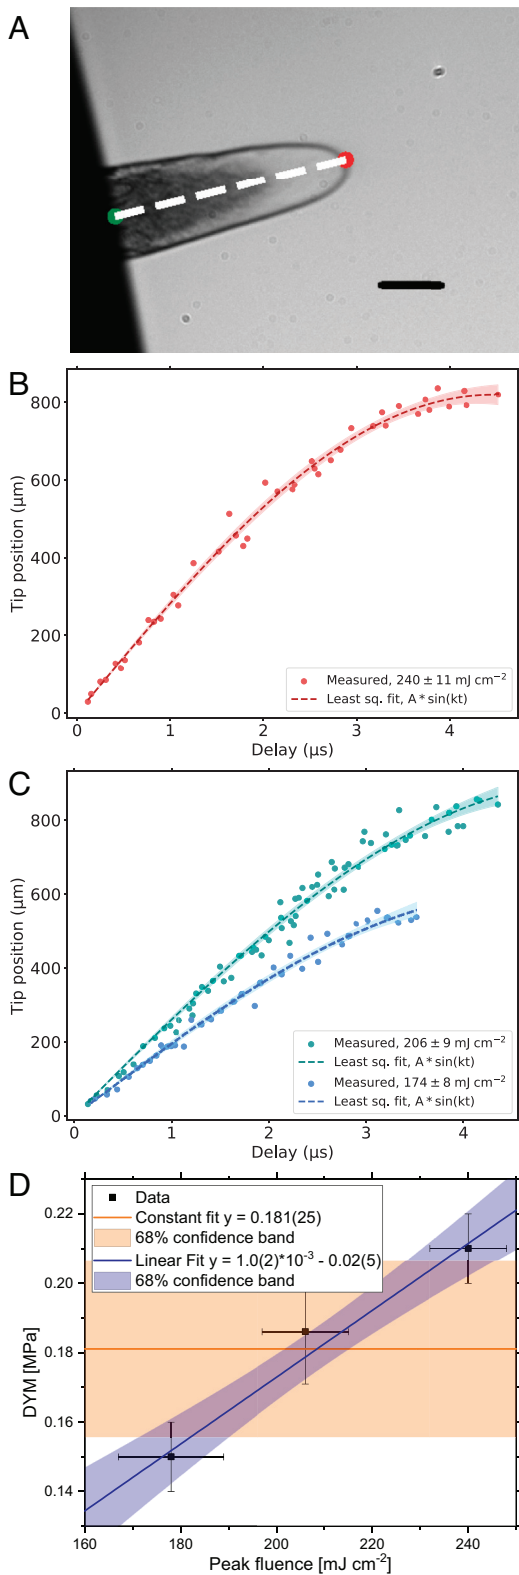 A
B
800
600
400
200
0
Tip position (µm)
Measured, 240 ± 11 mJ cm⁻²
Least sq. fit, A * sin(kt)
0 1 2 3 4
Delay (µs)
C
800
600
400
200
0
Tip position (µm)
Measured, 206 ± 9 mJ cm⁻²
Least sq. fit, A * sin(kt)
Measured, 174 ± 8 mJ cm⁻²
Least sq. fit, A * sin(kt)
0 1 2 3 4
Delay (µs)
D
Data
Constant fit y = 0.181(25)
68% confidence band
Linear Fit y = 1.0(2)*10⁻³ - 0.02(5)
68% confidence band
0.22
0.20
0.18
0.16
0.14
DYM [MPa]
160 180 200 220 240
Peak fluence [mJ cm⁻²]